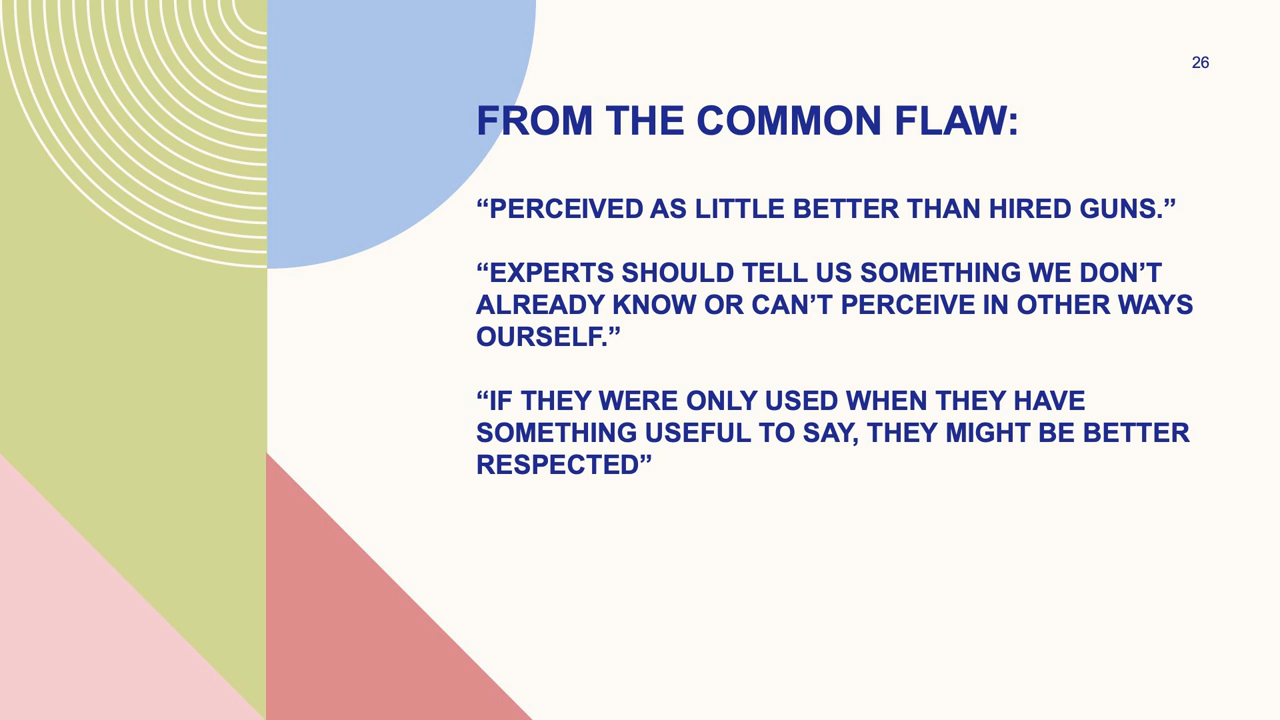 26
FROM THE COMMON FLAW:
“PERCEIVED AS LITTLE BETTER THAN HIRED GUNS.”
“EXPERTS SHOULD TELL US SOMETHING WE DON’T
ALREADY KNOW OR CAN’T PERCEIVE IN OTHER WAYS
OURSELF.”
“IF THEY WERE ONLY USED WHEN THEY HAVE
SOMETHING USEFUL TO SAY, THEY MIGHT BE BETTER
RESPECTED”